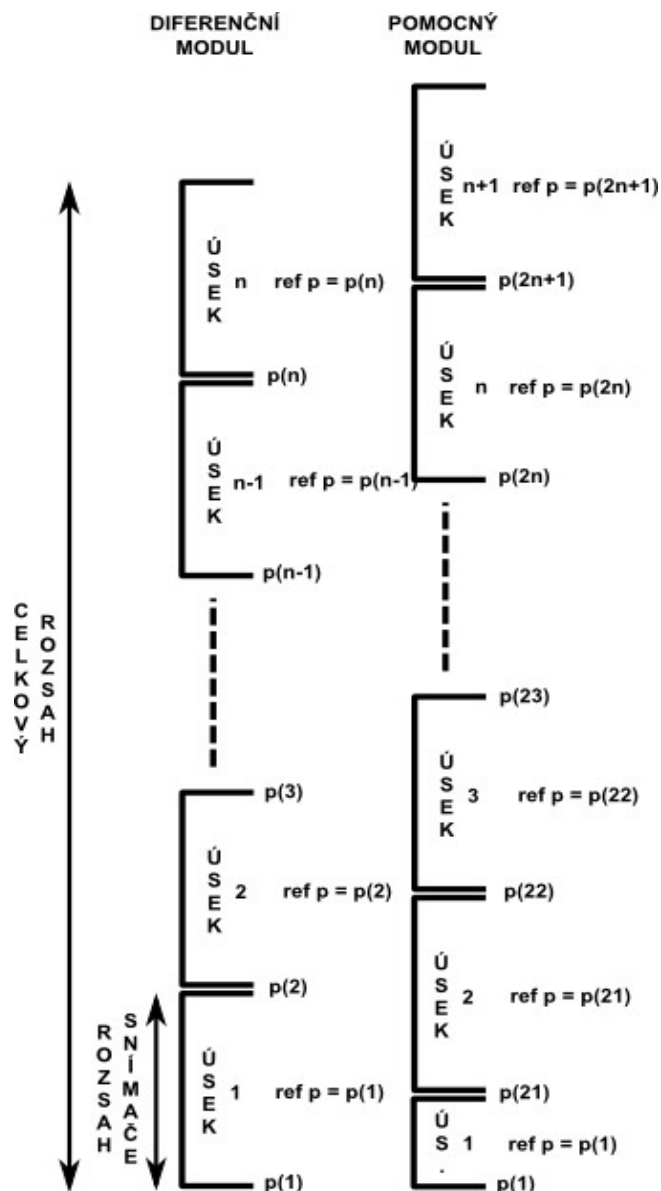 DIFERENČNÍ
MODUL
POMOCNÝ
MODUL
ÚSEK n+1 ref p = p(2n+1)
ÚSEK n ref p = p(n)
p(2n+1)
p(n)
ÚSEK n ref p = p(2n)
ÚSEK n-1 ref p = p(n-1)
p(2n)
p(n-1)
CELKOVÝ
ROZSAH
p(23)
p(3)
ÚSEK 3 ref p = p(22)
ÚSEK 2 ref p = p(2)
p(22)
p(2)
ÚSEK 2 ref p = p(21)
ROZSAH
SNÍMAČE
ÚSEK 1 ref p = p(1)
p(21)
ÚS. 1 ref p = p(1)
p(1)
p(1)